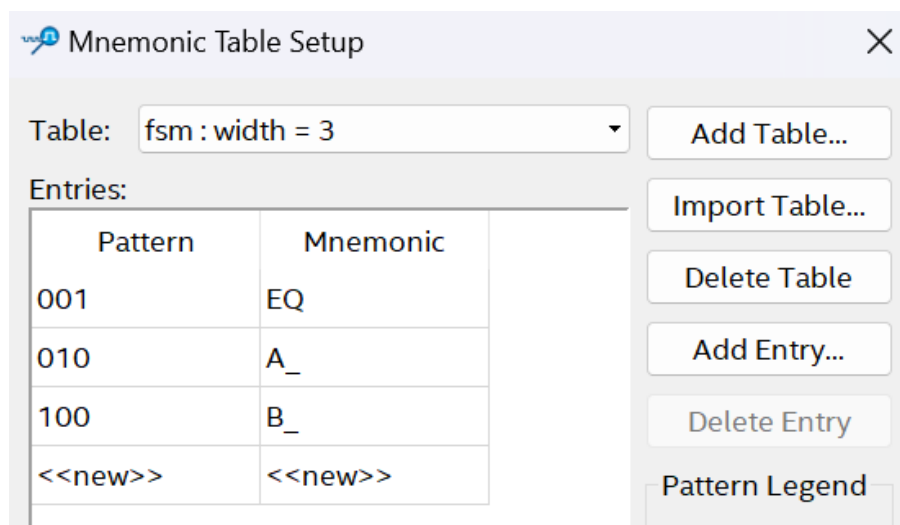 Mnemonic Table Setup
Table: fsm : width = 3
Add Table...
Entries:
Import Table...
Pattern Mnemonic
Delete Table
001 EQ
010 A_
Add Entry...
100 B_
Delete Entry
<<new>> <<new>>
Pattern Legend